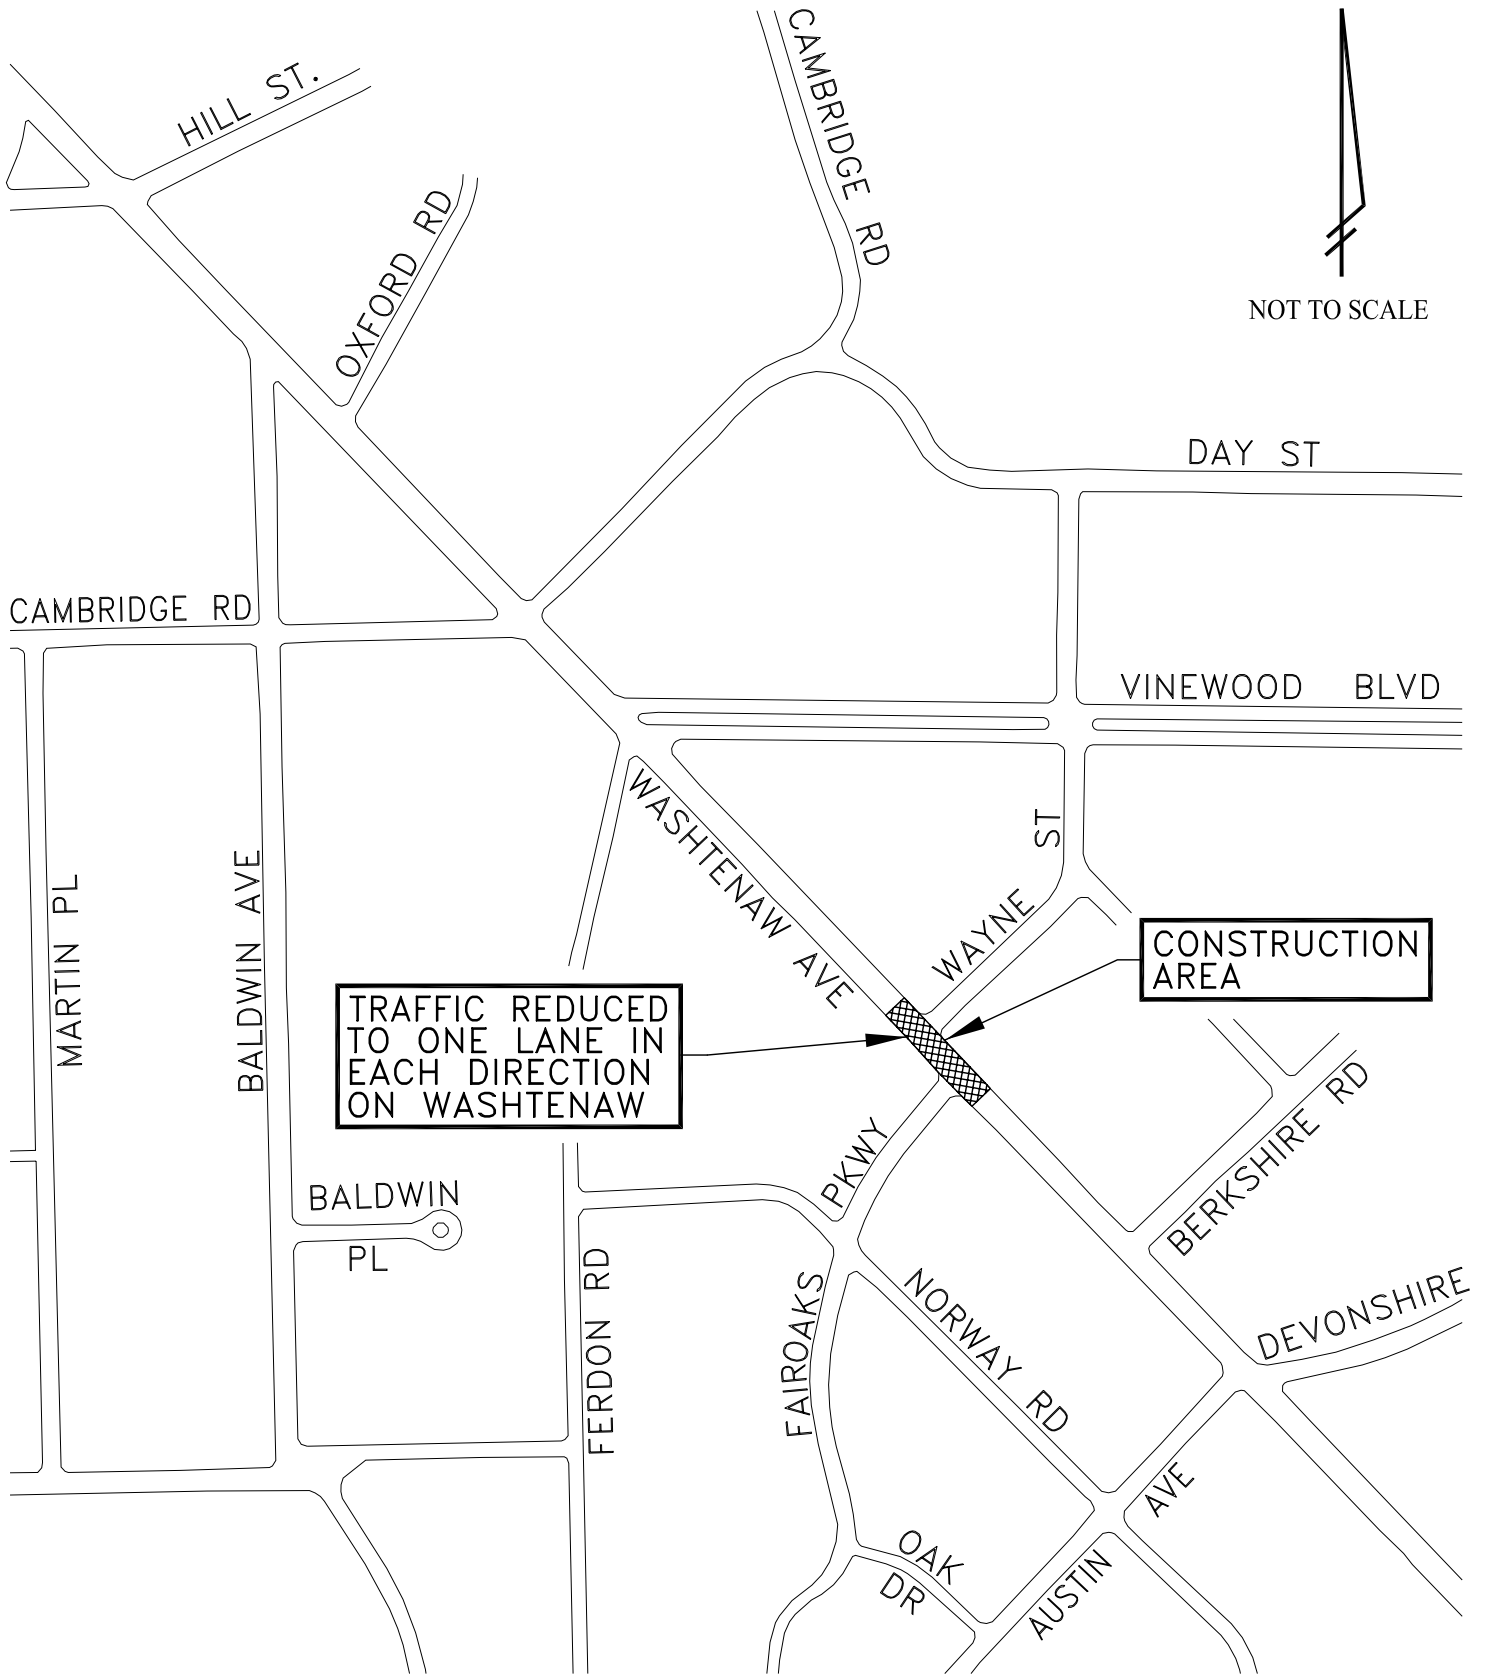 CAMBRIDGE RD
HILL ST.
OXFORD RD
NOT TO SCALE
DAY ST
CAMBRIDGE RD
VINEWOOD BLVD
WASHTENAW AVE
WAYNE ST
MARTIN PL
BALDWIN AVE
CONSTRUCTION
AREA
TRAFFIC REDUCED
TO ONE LANE IN
EACH DIRECTION
ON WASHTENAW
BERKSHIRE RD
BALDWIN
PL
FERDON RD
FAIROAKS PKWY
NORWAY RD
DEVONSHIRE
AUSTIN AVE
OAK
DR